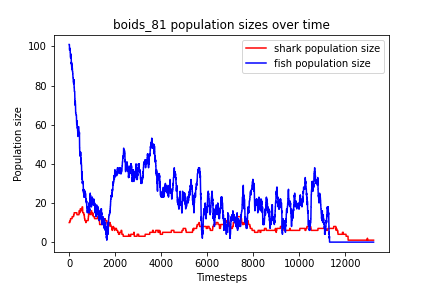 boids_81 population sizes over time
shark population size
fish population size
Population size
100
80
60
40
20
0
0 2000 4000 6000 8000 10000 12000
Timesteps